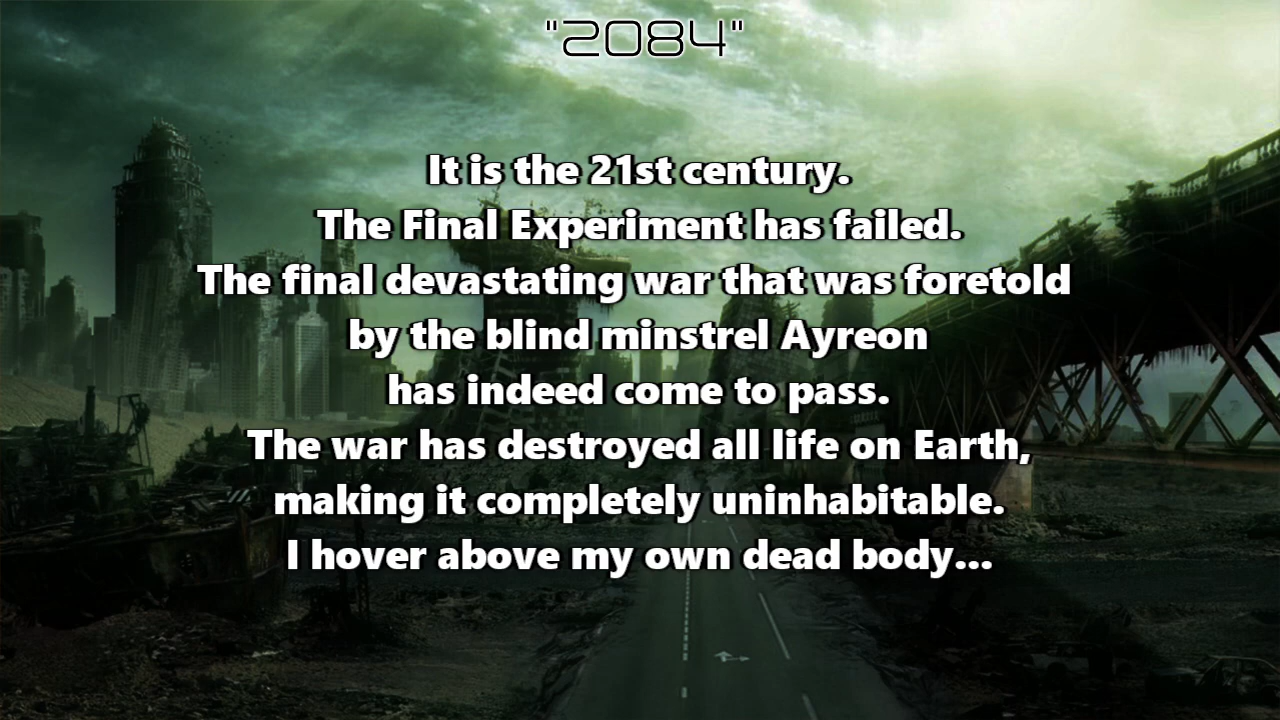 "2084"
It is the 21st century.
The Final Experiment has failed.
The final devastating war that was foretold
by the blind minstrel Ayreon
has indeed come to pass.
The war has destroyed all life on Earth,
making it completely uninhabitable.
I hover above my own dead body...